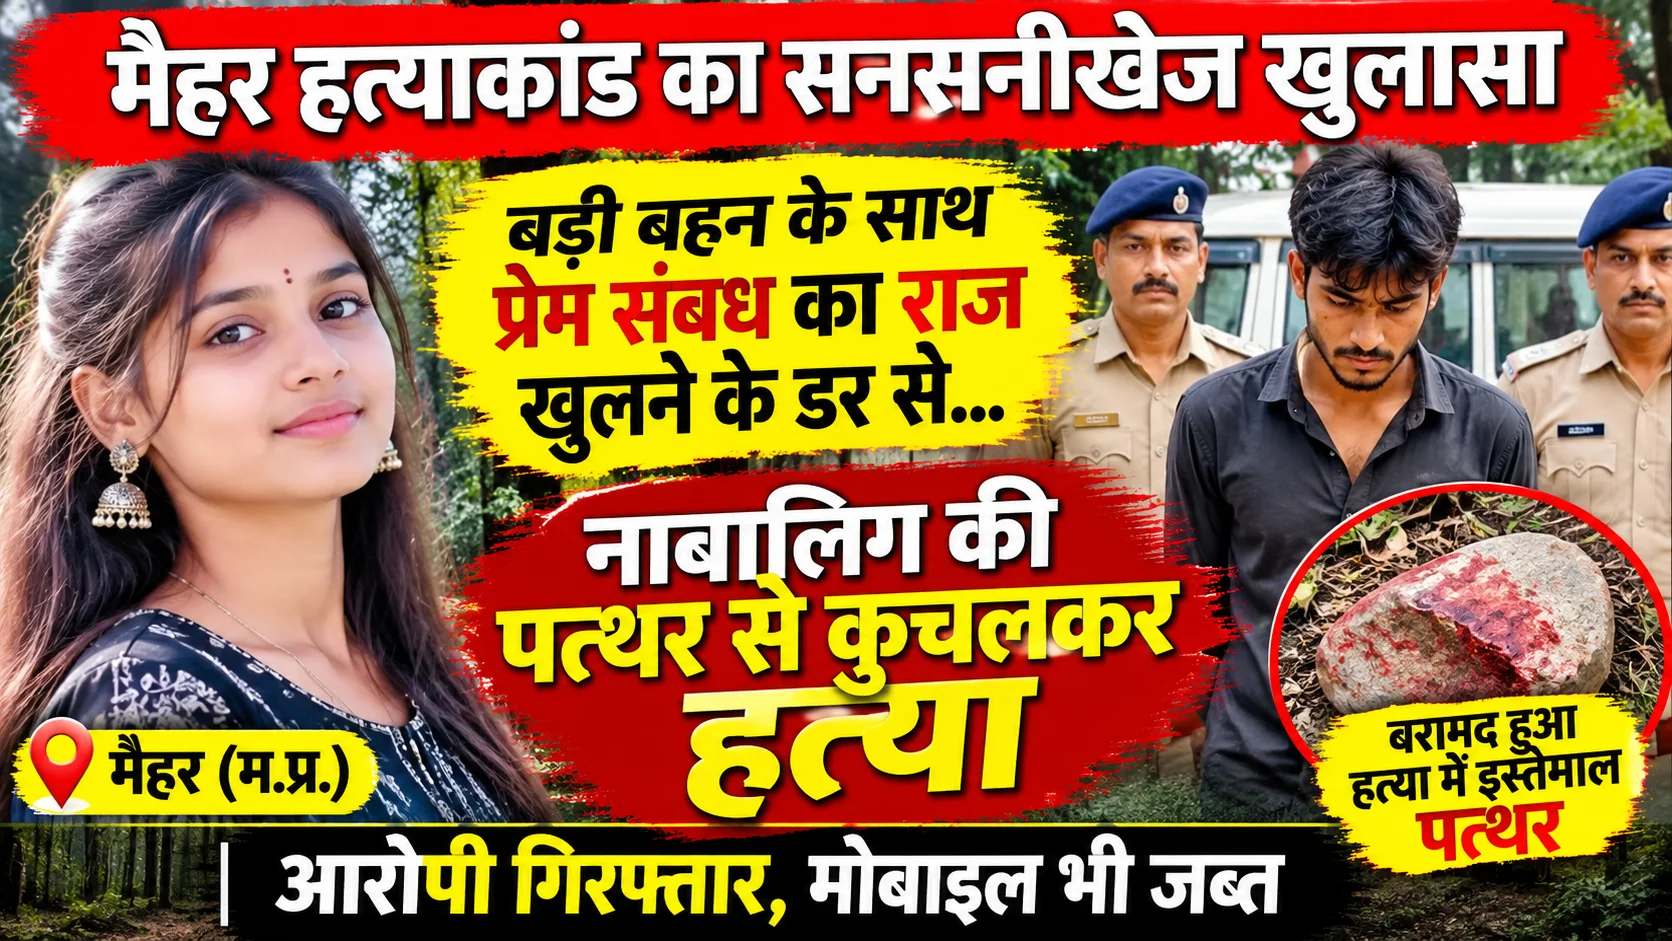 मैहर हत्याकांड का सनसनीखेज खुलासा
बड़ी बहन के साथ
प्रेम संबध का राज
खुलने के डर से...
नाबालिग की
पत्थर से कुचलकर
हत्या
मैहर (म.प्र.)
बरामद हुआ
हत्या में इस्तेमाल
पत्थर
| आरोपी गिरफ्तार, मोबाइल भी जब्त